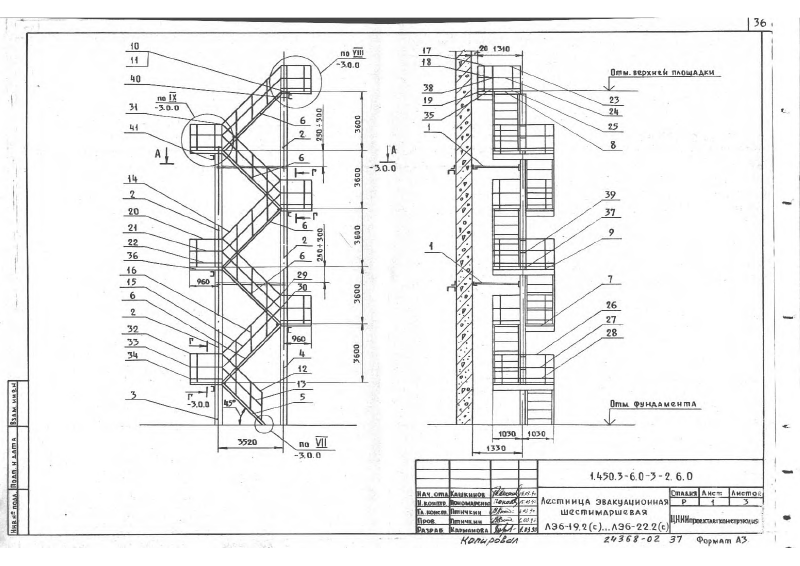 36
10
11
40
по VIII
-3.0.0
по IX
-3.0.0
31
41
А
6
2
3600
250÷300
А
-3.0.0
6
Г
3600
14
2
20
21
22
36
960
Г
6
2
250÷300
6
3600
16
15
6
2
32
33
34
29
30
3600
960
Г
Г
-3.0.0
3
45°
4
12
13
5
3600
3520
по VII
-3.0.0
17
18
38
19
35
1
20 1310
Отм. верхней площадки
23
24
25
8
39
37
9
1
7
26
27
28
Отм. фундамента
1030 1030
1330
1.450.3-6.0-3-2.6.0
Нач. отд. Кашкинов
Н. контр. Пономаренко
Гл. конст. Птичкин
Пров. Птичкин
Разраб. Карманова
Лестница эвакуационная
шестимаршевая
ЛЭ6-19.2(с)...ЛЭ6-22.2(с)
Стадия Лист Листов
Р 1 3
ЦНИИпроектлегконструкция
Взам. инв. №
Подп. и дата
Инв. № подл.
Копировал 24368-02 37 Формат А3